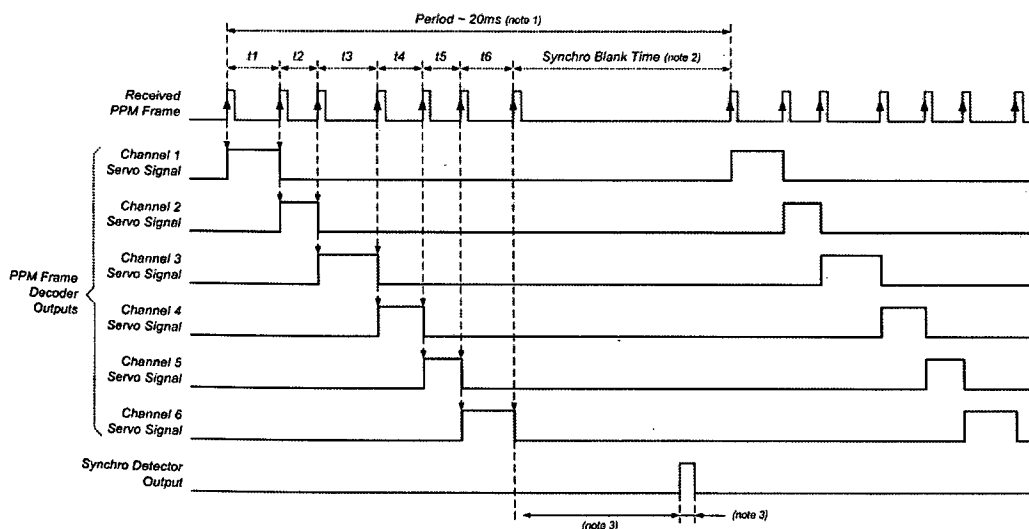 Period ~ 20ms (note 1)
t1 t2 t3 t4 t5 t6 Synchro Blank Time (note 2)
Received
PPM Frame
Channel 1
Servo Signal
Channel 2
Servo Signal
Channel 3
Servo Signal
PPM Frame
Decoder
Outputs
Channel 4
Servo Signal
Channel 5
Servo Signal
Channel 6
Servo Signal
Synchro Detector
Output
(note 3) (note 3)